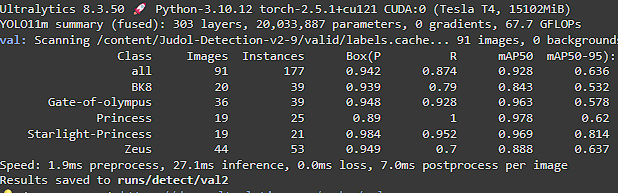 Ultralytics 8.3.50 🚀 Python-3.10.12 torch-2.5.1+cu121 CUDA:0 (Tesla T4, 15102MiB)
YOLO11m summary (fused): 303 layers, 20,033,887 parameters, 0 gradients, 67.7 GFLOPs
val: Scanning /content/Judol-Detection-v2-9/valid/labels.cache... 91 images, 0 backgrounds
Class Images Instances Box(P R mAP50 mAP50-95):
all 91 177 0.942 0.874 0.928 0.636
BK8 20 39 0.939 0.79 0.843 0.532
Gate-of-olympus 36 39 0.948 0.928 0.963 0.578
Princess 19 25 0.89 1 0.978 0.62
Starlight-Princess 19 21 0.984 0.952 0.969 0.814
Zeus 44 53 0.949 0.7 0.888 0.637
Speed: 1.9ms preprocess, 27.1ms inference, 0.0ms loss, 7.0ms postprocess per image
Results saved to runs/detect/val2